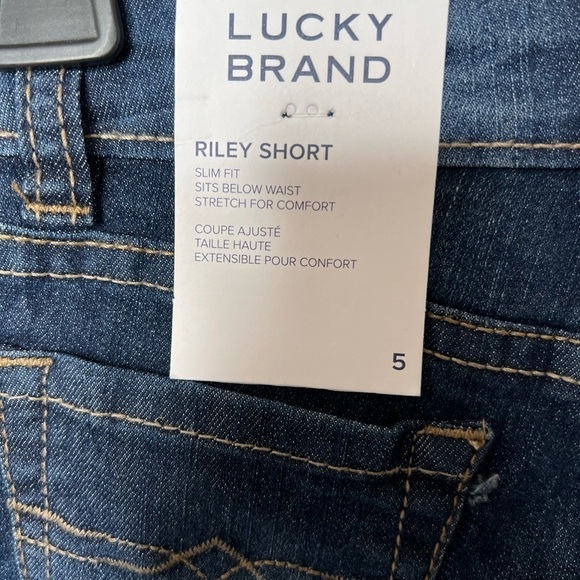 LUCKY
BRAND
RILEY SHORT
SLIM FIT
SITS BELOW WAIST
STRETCH FOR COMFORT
COUPE AJUSTÉ
TAILLE HAUTE
EXTENSIBLE POUR CONFORT
5